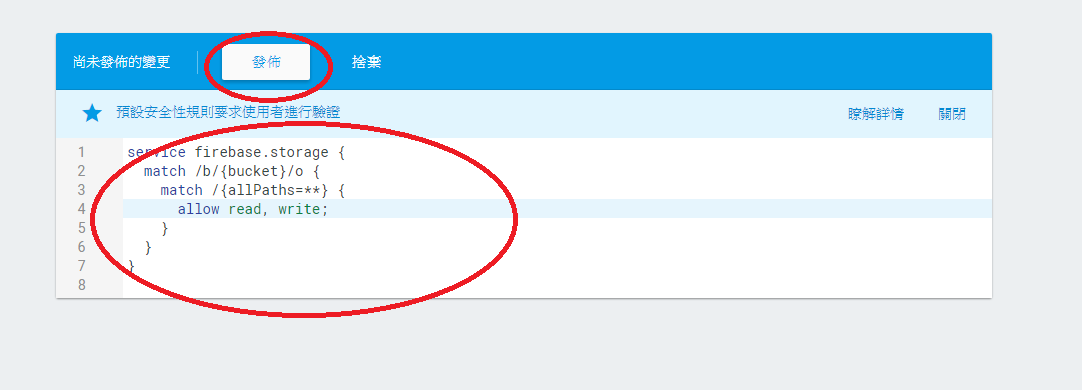 尚未發佈的變更 發佈 捨棄
預設安全性規則要求使用者進行驗證 瞭解詳情 關閉
1 service firebase.storage {
2 match /b/{bucket}/o {
3 match /{allPaths=**} {
4 allow read, write;
5 }
6 }
7 }
8